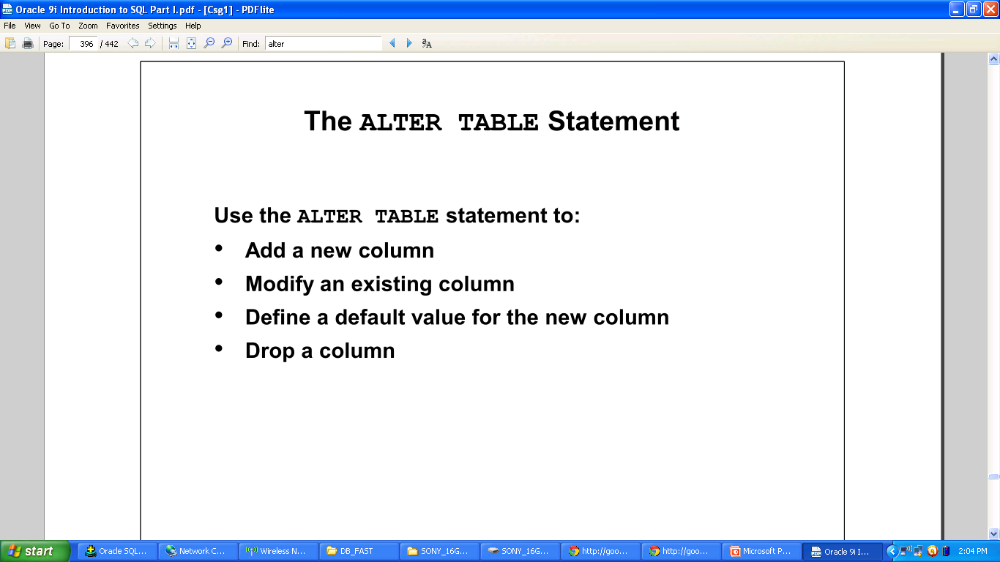 Oracle 9i Introduction to SQL Part I.pdf - [Csg1] - PDFlite
File View Go To Zoom Favorites Settings Help
Page: 396 / 442 Find: alter
The ALTER TABLE Statement
Use the ALTER TABLE statement to:
• Add a new column
• Modify an existing column
• Define a default value for the new column
• Drop a column
start Oracle SQL... Network C... Wireless N... DB_FAST SONY_16G... SONY_16G... http://goo... http://goo... Microsoft P... Oracle 9i I... 2:04 PM